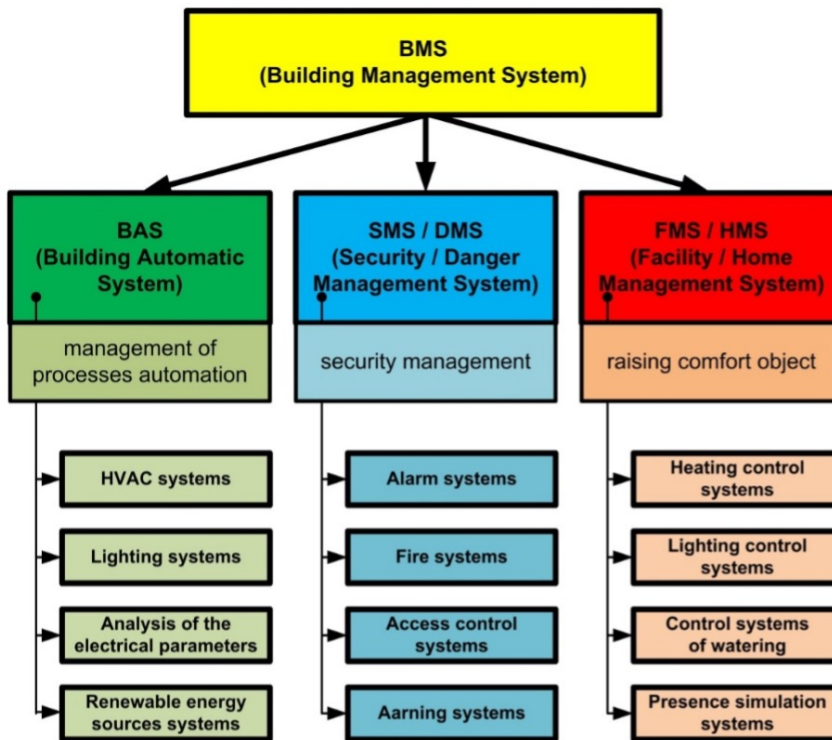 BMS
(Building Management System)
BAS
(Building Automatic
System)
management of
processes automation
HVAC systems
Lighting systems
Analysis of the
electrical parameters
Renewable energy
sources systems
SMS / DMS
(Security / Danger
Management System)
security management
Alarm systems
Fire systems
Access control
systems
Aarning systems
FMS / HMS
(Facility / Home
Management System)
raising comfort object
Heating control
systems
Lighting control
systems
Control systems
of watering
Presence simulation
systems